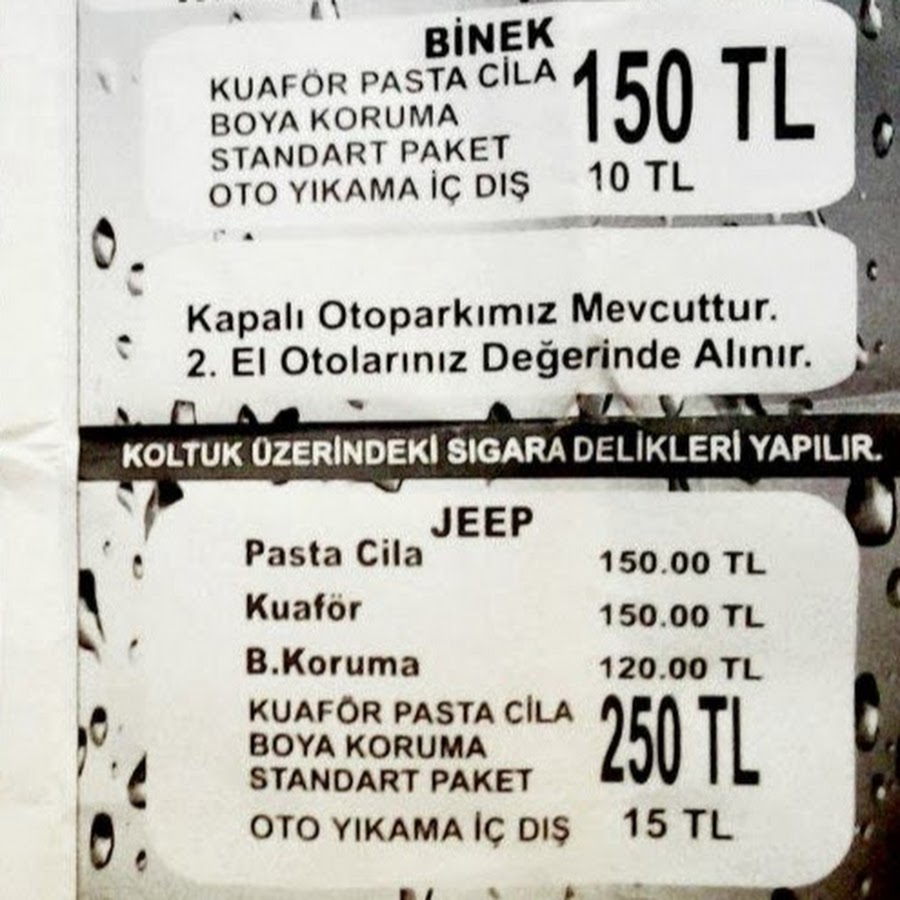 BİNEK
KUAFÖR PASTA CİLA
BOYA KORUMA
STANDART PAKET
150 TL
OTO YIKAMA İÇ DIŞ 10 TL
Kapalı Otoparkımız Mevcuttur.
2. El Otolarınız Değerinde Alınır.
KOLTUK ÜZERİNDEKİ SIGARA DELİKLERİ YAPILIR.
JEEP
Pasta Cila 150.00 TL
Kuaför 150.00 TL
B.Koruma 120.00 TL
KUAFÖR PASTA CİLA
BOYA KORUMA
STANDART PAKET
250 TL
OTO YIKAMA İÇ DIŞ 15 TL